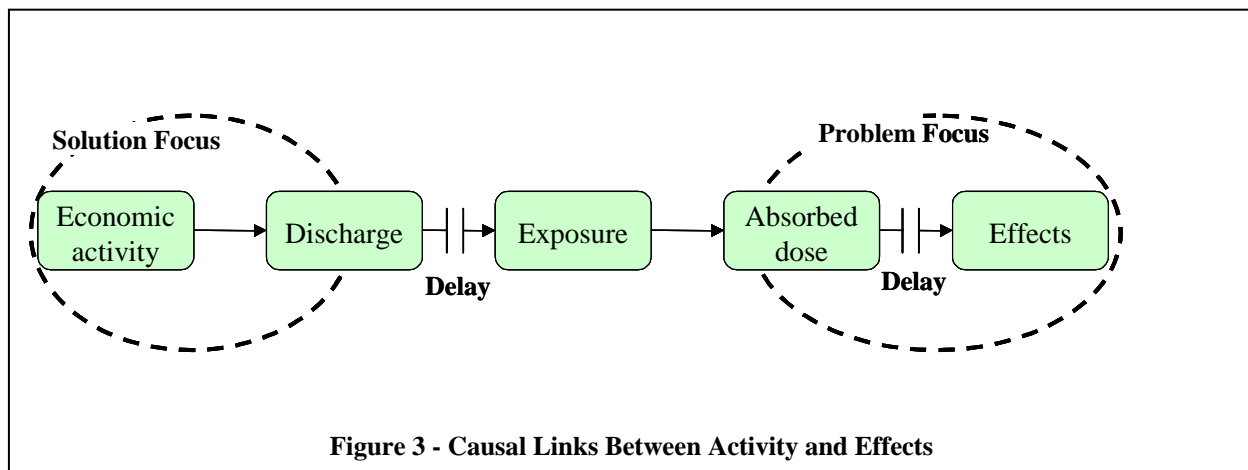 Solution Focus
Problem Focus
Economic
activity
Discharge
Exposure
Absorbed
dose
Effects
Delay
Delay
Figure 3 - Causal Links Between Activity and Effects